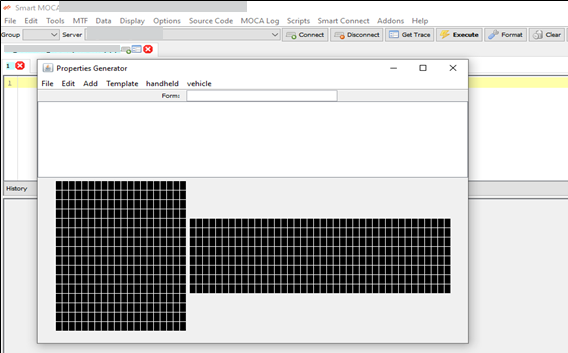 Smart MOCA
File Tools MTF Data Display Options Source Code MOCA Log Scripts Smart Connect Addons Help
Group Server Connect Disconnect Get Trace Execute Format Clear
1
1
Properties Generator
File Edit Add Template handheld vehicle
Form:
History